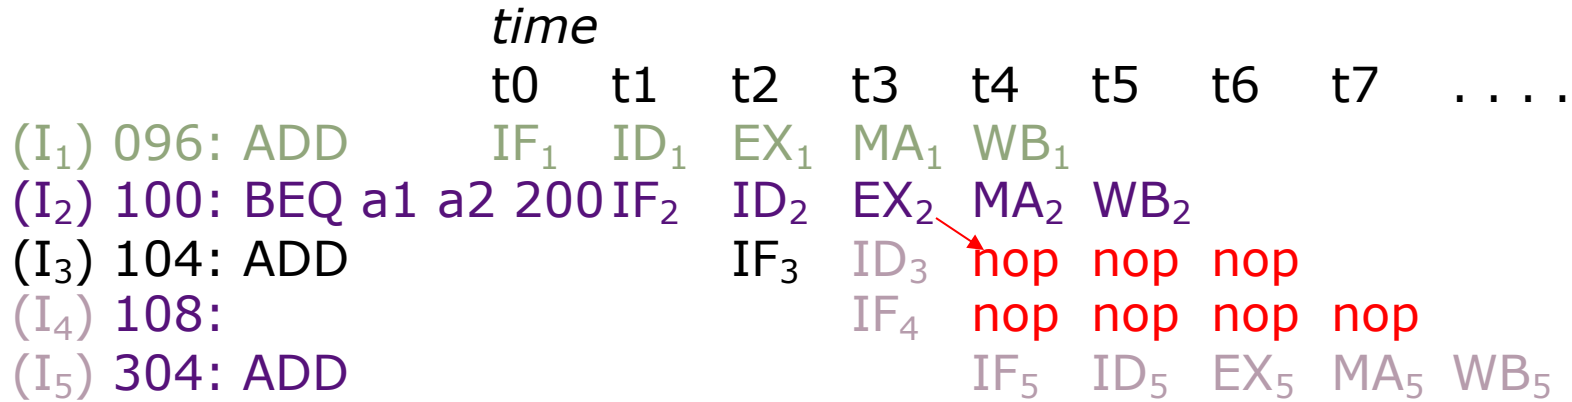 time
t0 t1 t2 t3 t4 t5 t6 t7 . . . .
(I₁) 096: ADD IF₁ ID₁ EX₁ MA₁ WB₁
(I₂) 100: BEQ a1 a2 200 IF₂ ID₂ EX₂ MA₂ WB₂
(I₃) 104: ADD IF₃ ID₃ nop nop nop
(I₄) 108: IF₄ nop nop nop nop
(I₅) 304: ADD IF₅ ID₅ EX₅ MA₅ WB₅